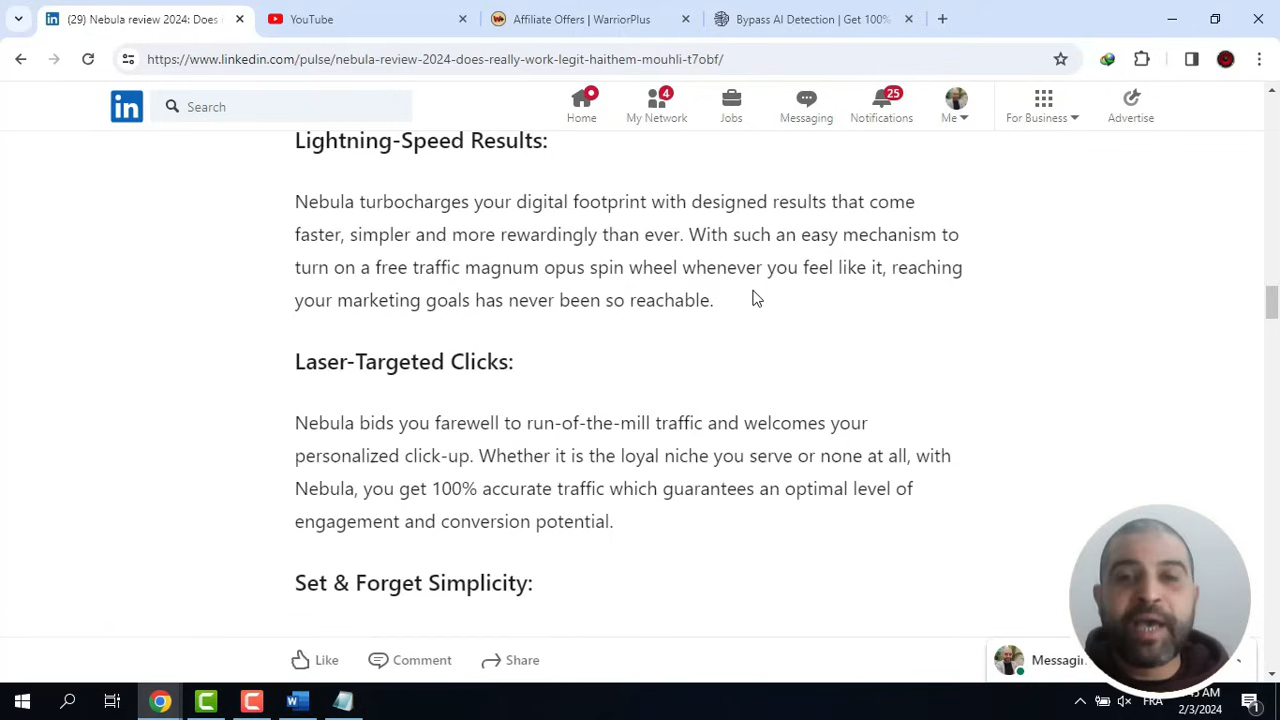 (29) Nebula review 2024: Does
YouTube
Affiliate Offers | WarriorPlus
Bypass AI Detection | Get 100%
https://www.linkedin.com/pulse/nebula-review-2024-does-really-work-legit-haithem-mouhli-t7obf/
in
Search
Home
4
My Network
Jobs
Messaging
25
Notifications
Me
For Business
Advertise
Lightning-Speed Results:
Nebula turbocharges your digital footprint with designed results that come
faster, simpler and more rewardingly than ever. With such an easy mechanism to
turn on a free traffic magnum opus spin wheel whenever you feel like it, reaching
your marketing goals has never been so reachable.
Laser-Targeted Clicks:
Nebula bids you farewell to run-of-the-mill traffic and welcomes your
personalized click-up. Whether it is the loyal niche you serve or none at all, with
Nebula, you get 100% accurate traffic which guarantees an optimal level of
engagement and conversion potential.
Set & Forget Simplicity:
Like
Comment
Share
FRA
AM
2/3/2024
1